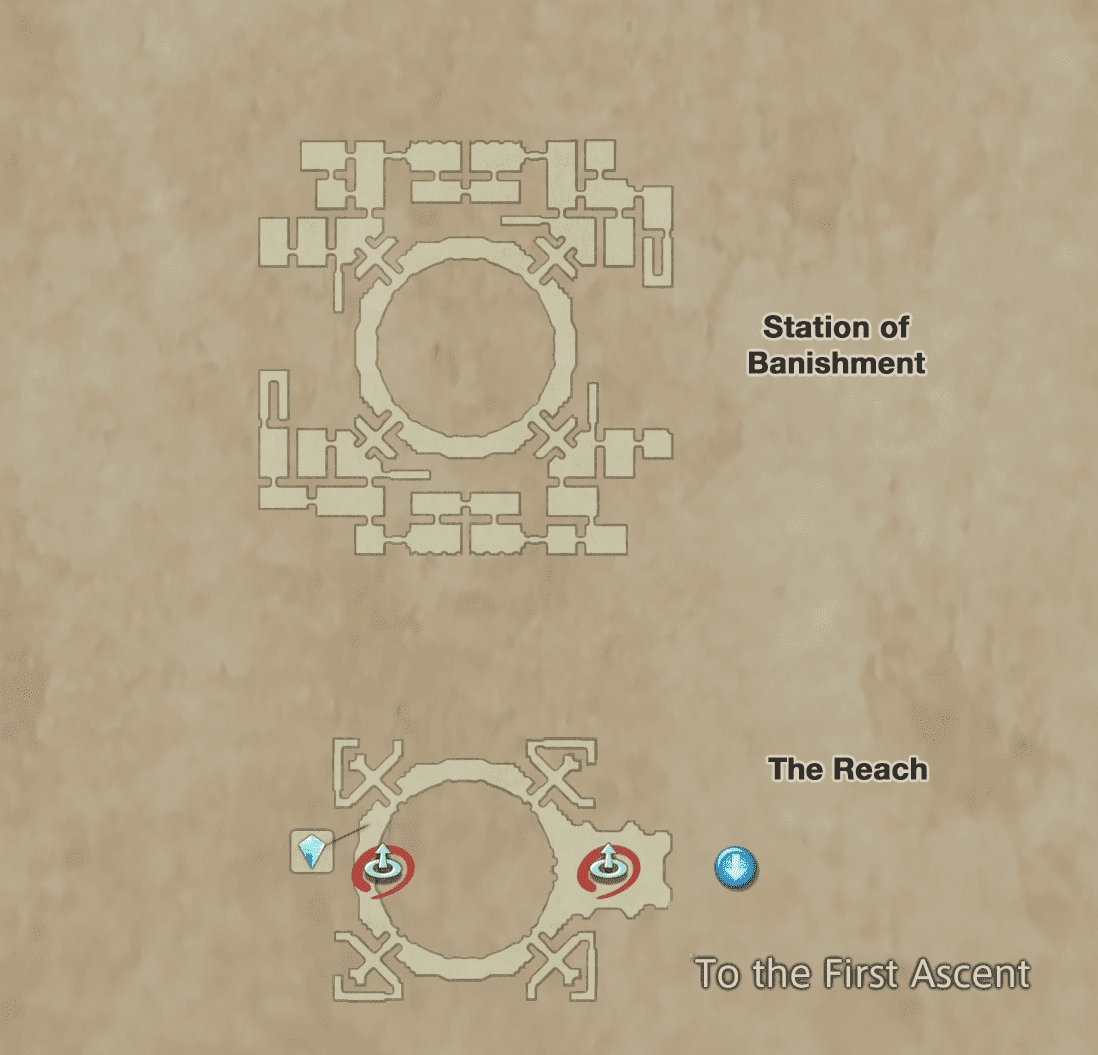 Station of
Banishment
The Reach
To the First Ascent